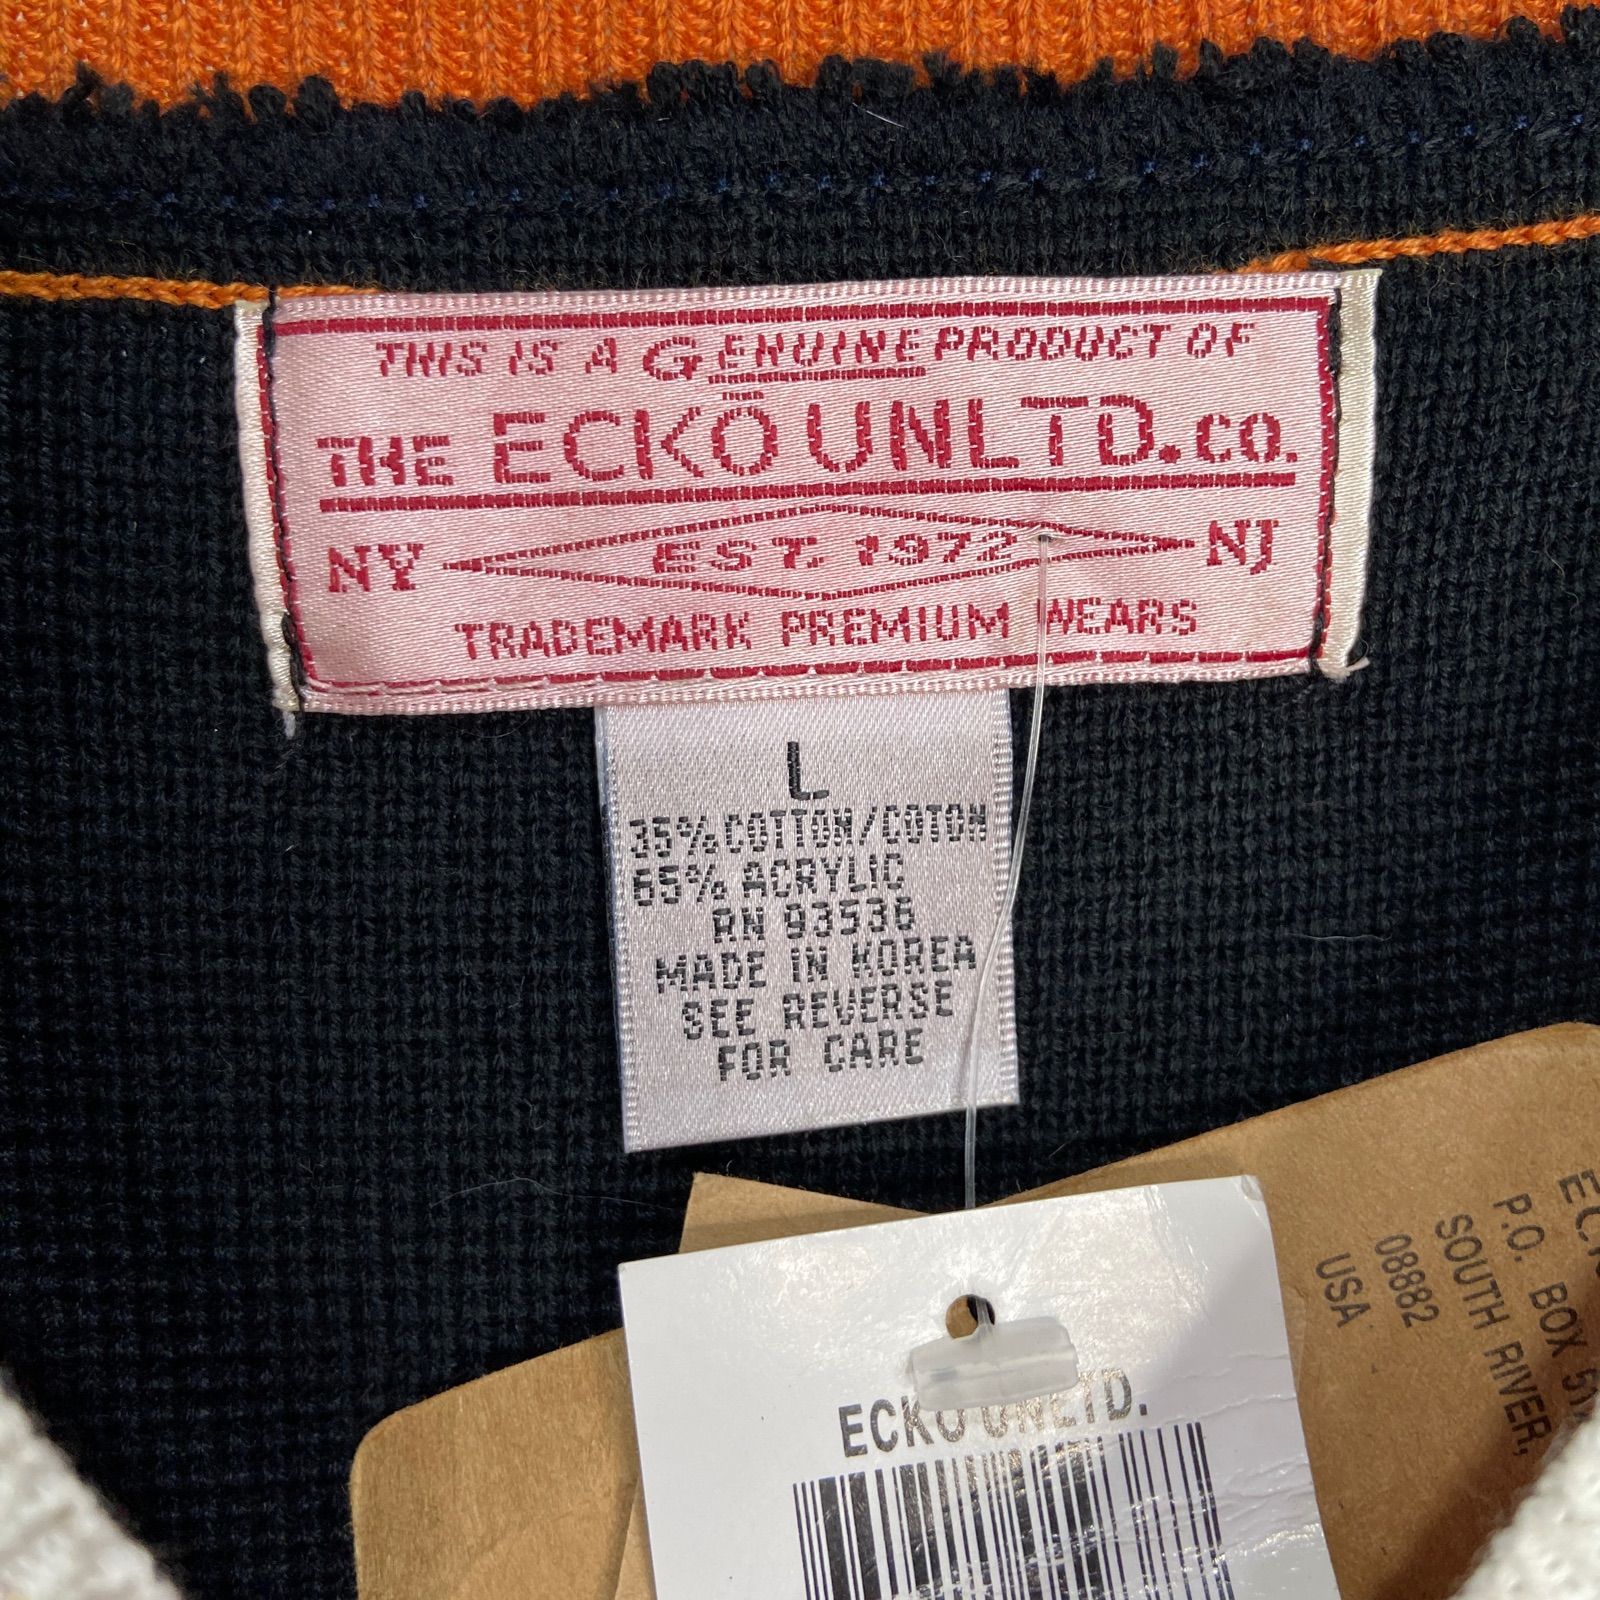 THIS IS A GENUINE PRODUCT OF
THE ECKŌ UNLTD. CO.
NY EST. 1972 NJ
TRADEMARK PREMIUM WEARS
L
35% COTTON/COTON
65% ACRYLIC
RN 93536
MADE IN KOREA
SEE REVERSE
FOR CARE
P.O. BOX
SOUTH RIVER,
08882
USA
ECKO UNLTD.